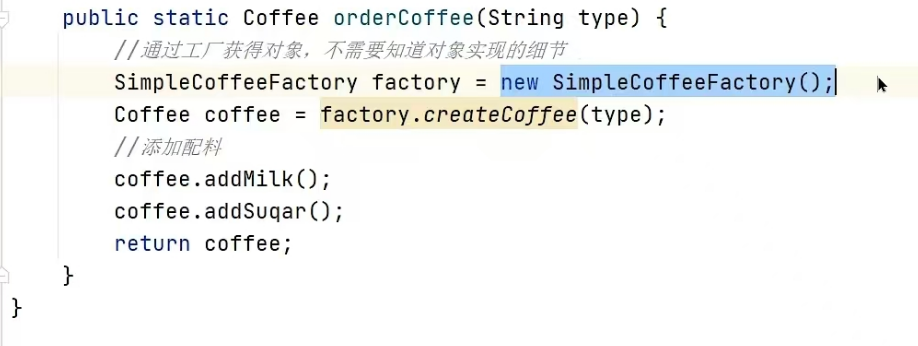 public static Coffee orderCoffee(String type) {
//通过工厂获得对象，不需要知道对象实现的细节
SimpleCoffeeFactory factory = new SimpleCoffeeFactory();
Coffee coffee = factory.createCoffee(type);
//添加配料
coffee.addMilk();
coffee.addSuqar();
return coffee;
}
}